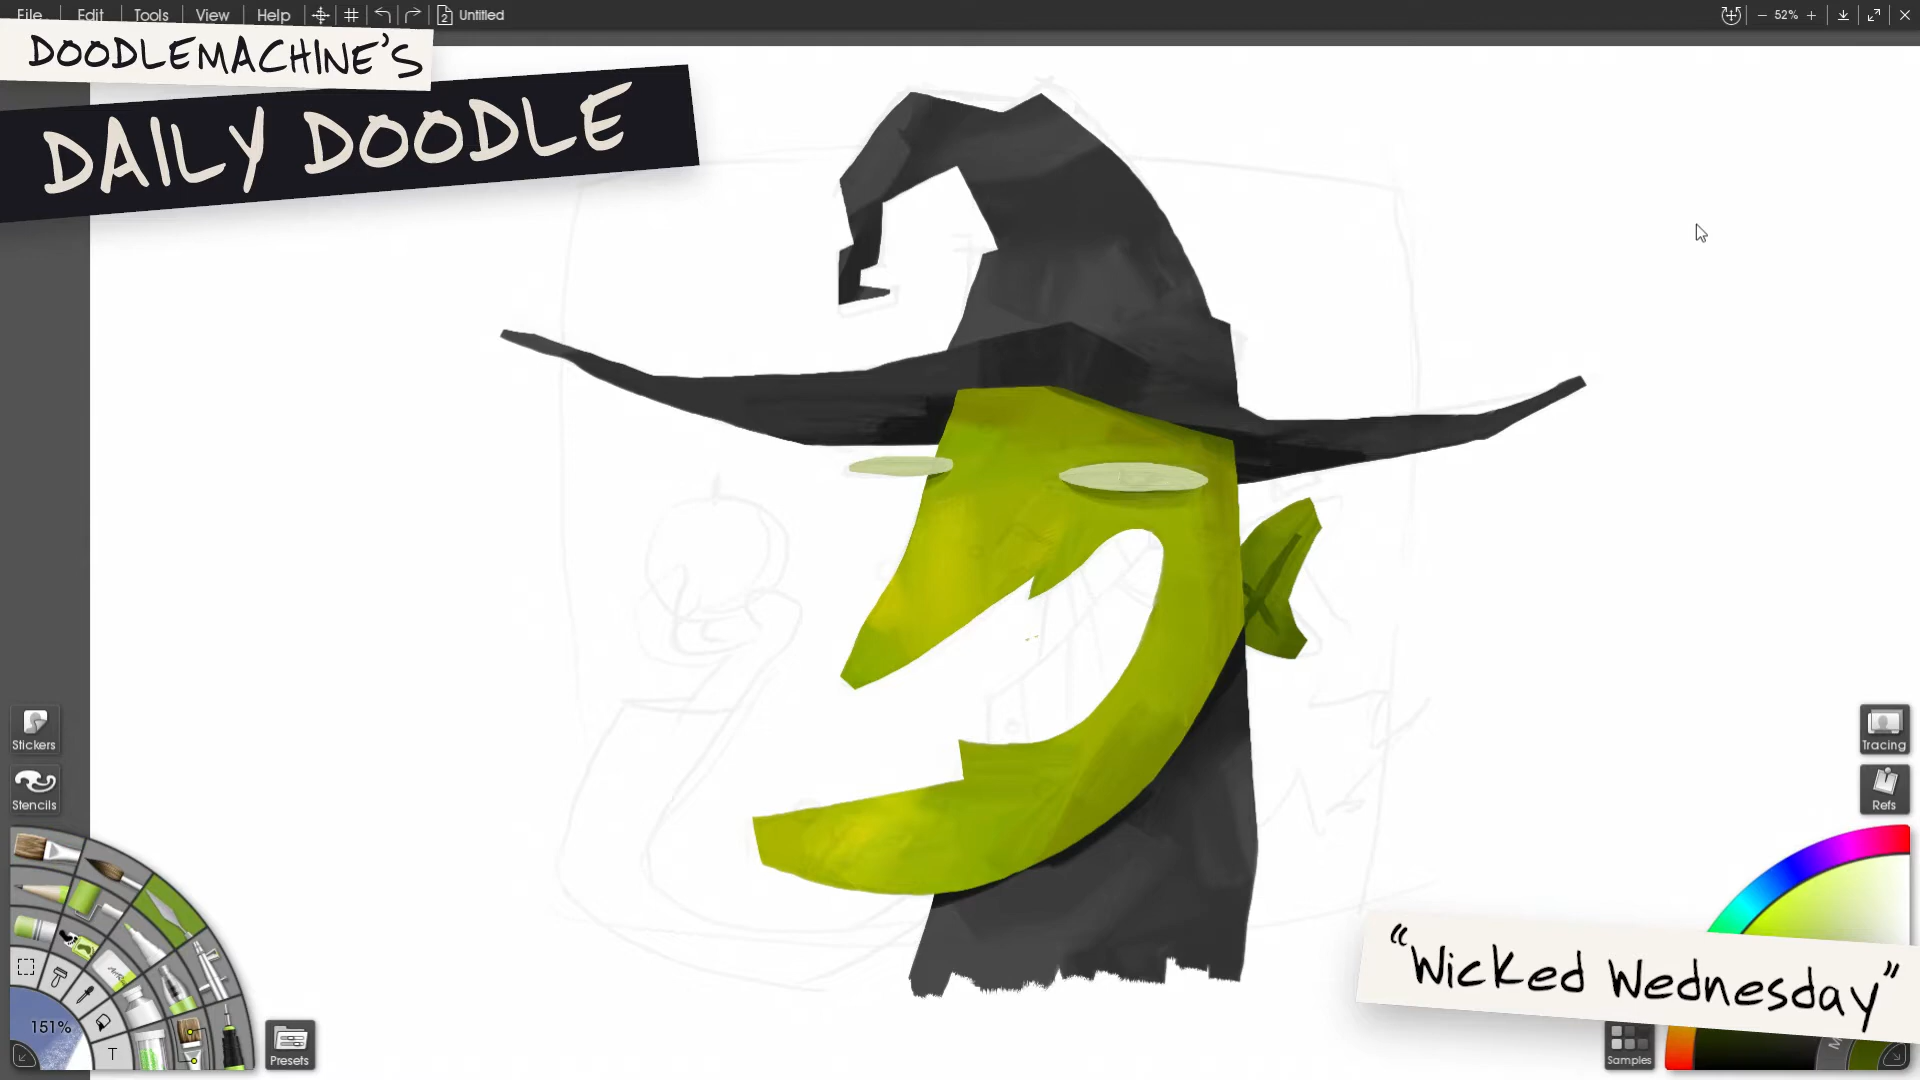 File Edit Tools View Help 2 Untitled 52%
DOODLEMACHINE'S
DAILY DOODLE
Stickers
Stencils
Tracing
Refs
"Wicked Wednesday"
151%
T
Presets
Samples